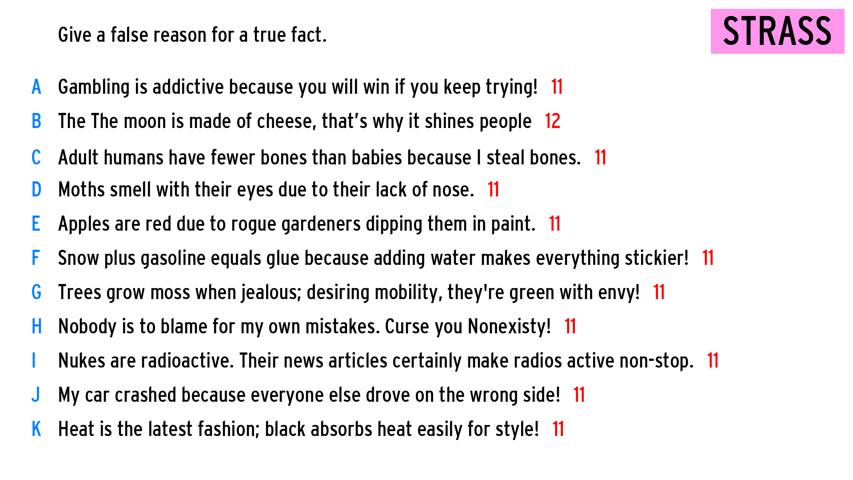 Give a false reason for a true fact.
STRASS
A Gambling is addictive because you will win if you keep trying! 11
B The The moon is made of cheese, that's why it shines people 12
C Adult humans have fewer bones than babies because I steal bones. 11
D Moths smell with their eyes due to their lack of nose. 11
E Apples are red due to rogue gardeners dipping them in paint. 11
F Snow plus gasoline equals glue because adding water makes everything stickier! 11
G Trees grow moss when jealous; desiring mobility, they're green with envy! 11
H Nobody is to blame for my own mistakes. Curse you Nonexisty! 11
I Nukes are radioactive. Their news articles certainly make radios active non-stop. 11
J My car crashed because everyone else drove on the wrong side! 11
K Heat is the latest fashion; black absorbs heat easily for style! 11